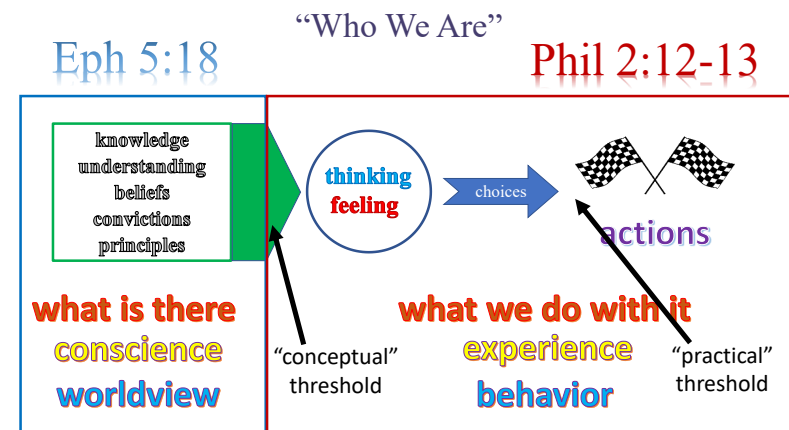 “Who We Are”
Eph 5:18
Phil 2:12-13
knowledge
understanding
beliefs
convictions
principles
thinking
feeling
choices
actions
what is there
conscience
worldview
“conceptual”
threshold
what we do with it
experience
behavior
“practical”
threshold